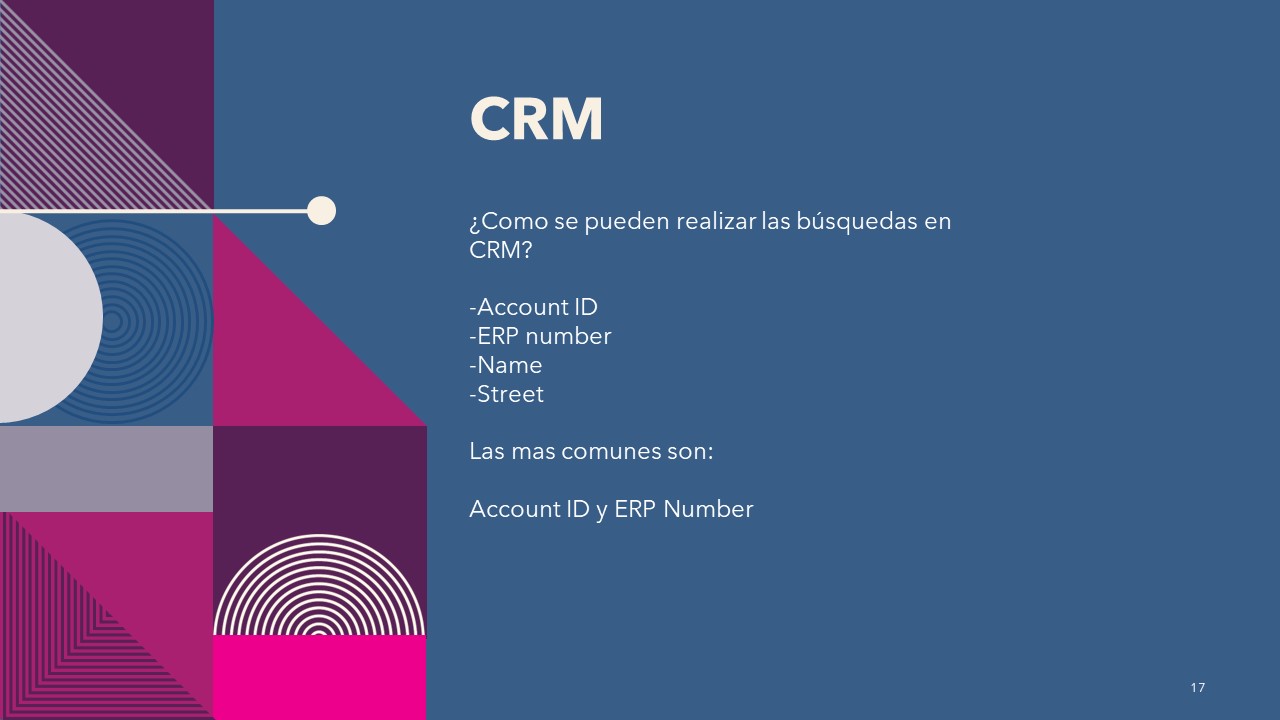 CRM
¿Como se pueden realizar las búsquedas en
CRM?
-Account ID
-ERP number
-Name
-Street
Las mas comunes son:
Account ID y ERP Number
17